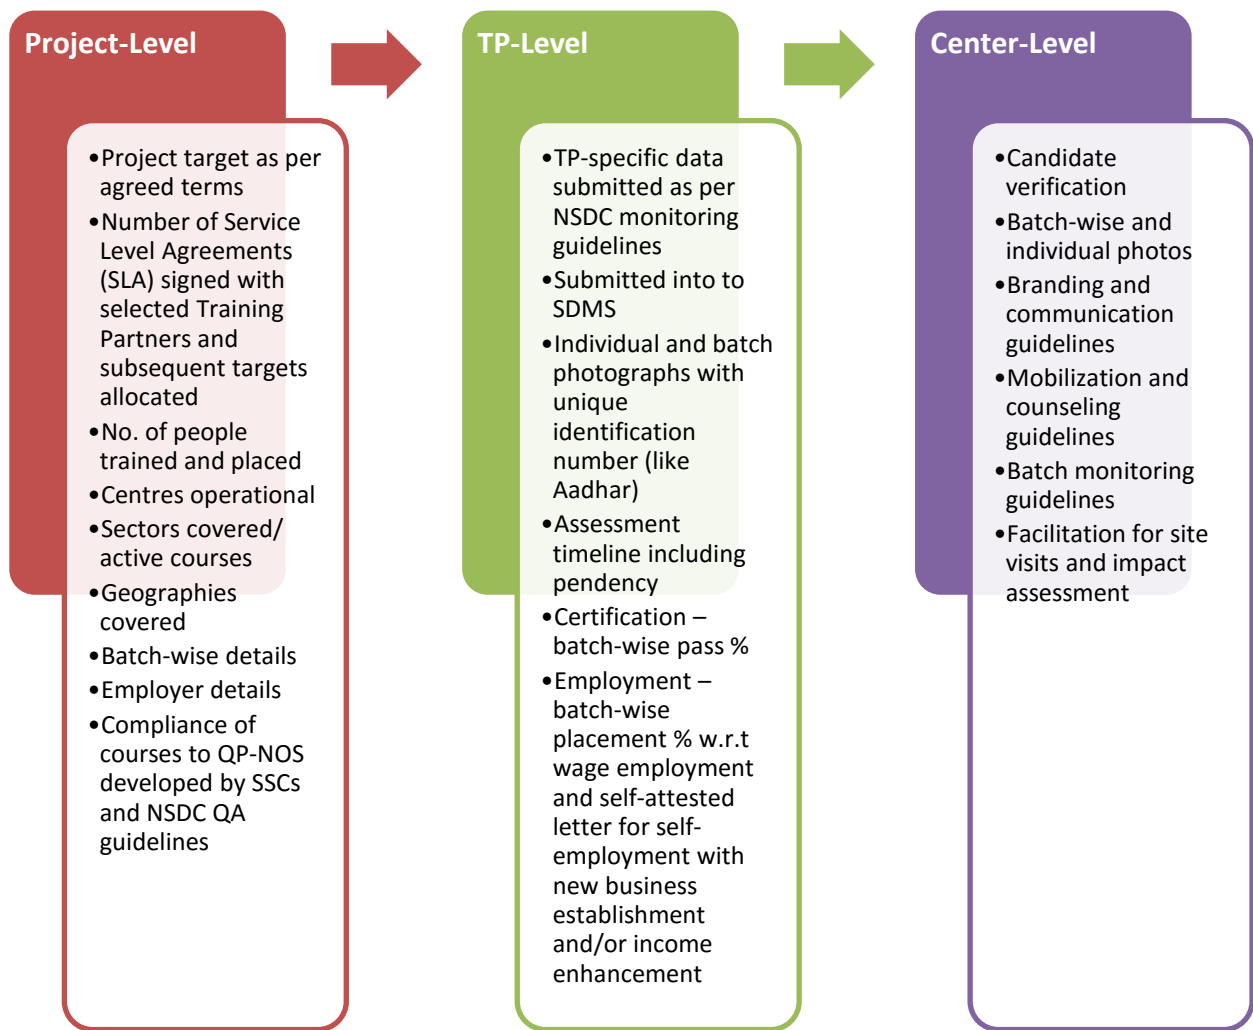 Project-Level
•Project target as per
agreed terms
•Number of Service
Level Agreements
(SLA) signed with
selected Training
Partners and
subsequent targets
allocated
•No. of people
trained and placed
•Centres operational
•Sectors covered/
active courses
•Geographies
covered
•Batch-wise details
•Employer details
•Compliance of
courses to QP-NOS
developed by SSCs
and NSDC QA
guidelines
TP-Level
•TP-specific data
submitted as per
NSDC monitoring
guidelines
•Submitted into to
SDMS
•Individual and batch
photographs with
unique
identification
number (like
Aadhar)
•Assessment
timeline including
pendency
•Certification –
batch-wise pass %
•Employment –
batch-wise
placement % w.r.t
wage employment
and self-attested
letter for self-
employment with
new business
establishment
and/or income
enhancement
Center-Level
•Candidate
verification
•Batch-wise and
individual photos
•Branding and
communication
guidelines
•Mobilization and
counseling
guidelines
•Batch monitoring
guidelines
•Facilitation for site
visits and impact
assessment